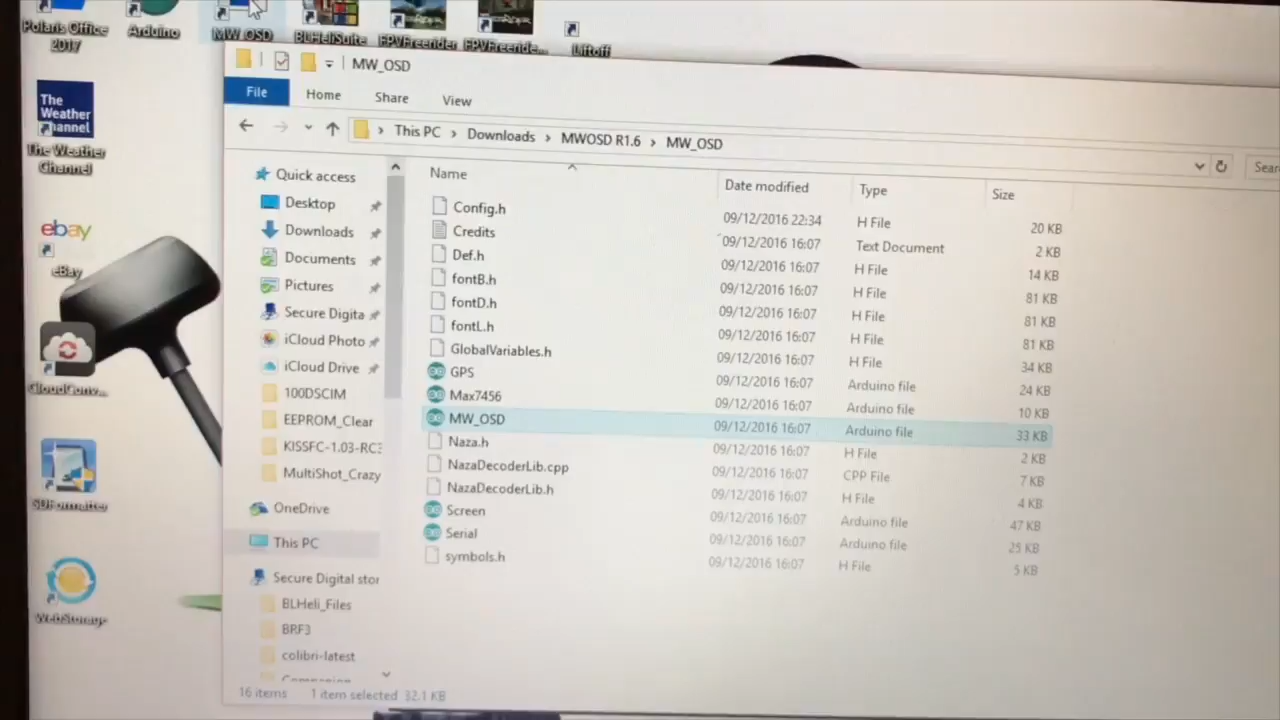 Polaris Office
2017
Arduino
MW_OSD
BLHeliSuite
FPVFreerider
FPVFreeride...
Liftoff
MW_OSD
File
Home
Share
View
This PC > Downloads > MWOSD R1.6 > MW_OSD
Sear
The
Weather
Channel
The Weather
Channel
ebay
eBay
CloudConv...
SDFormatter
WebStorage
Quick access
Desktop
Downloads
Documents
Pictures
Secure Digita
iCloud Photo
iCloud Drive
100DSCIM
EEPROM_Clear
KISSFC-1.03-RC3
MultiShot_Crazy
OneDrive
This PC
Secure Digital stor
BLHeli_Files
BRF3
colibri-latest
Companion
Name Date modified Type Size
Config.h 09/12/2016 22:34 H File 20 KB
Credits 09/12/2016 16:07 Text Document 2 KB
Def.h 09/12/2016 16:07 H File 14 KB
fontB.h 09/12/2016 16:07 H File 81 KB
fontD.h 09/12/2016 16:07 H File 81 KB
fontL.h 09/12/2016 16:07 H File 81 KB
GlobalVariables.h 09/12/2016 16:07 H File 34 KB
GPS 09/12/2016 16:07 Arduino file 24 KB
Max7456 09/12/2016 16:07 Arduino file 10 KB
MW_OSD 09/12/2016 16:07 Arduino file 33 KB
Naza.h 09/12/2016 16:07 H File 2 KB
NazaDecoderLib.cpp 09/12/2016 16:07 CPP File 7 KB
NazaDecoderLib.h 09/12/2016 16:07 H File 4 KB
Screen 09/12/2016 16:07 Arduino file 47 KB
Serial 09/12/2016 16:07 Arduino file 25 KB
symbols.h 09/12/2016 16:07 H File 5 KB
16 items 1 item selected 32.1 KB